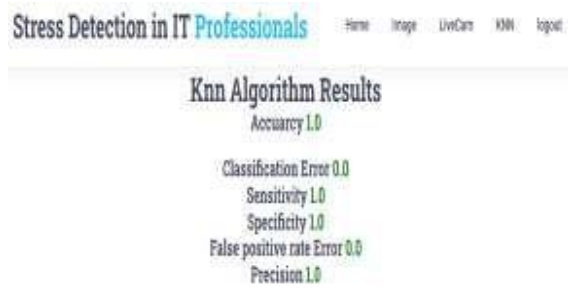 Stress Detection in IT Professionals Home Image LiveCam KNN logout
Knn Algorithm Results
Accuarcy 1.0
Classification Error 0.0
Sensitivity 1.0
Specificity 1.0
False positive rate Error 0.0
Precision 1.0